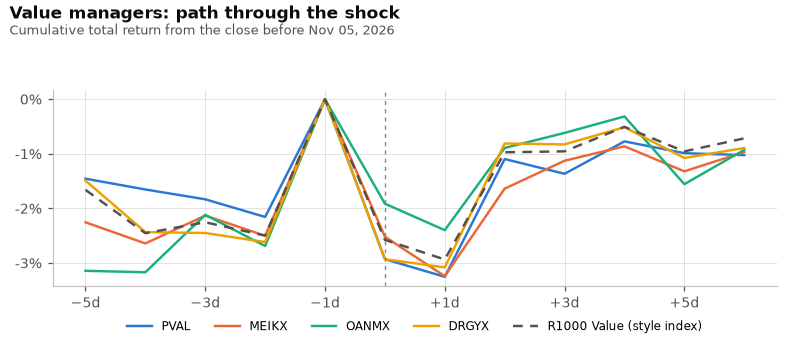 Value managers: path through the shock
Cumulative total return from the close before Nov 05, 2026
0%
-1%
-2%
-3%
−5d
−3d
−1d
+1d
+3d
+5d
PVAL
MEIKX
OANMX
DRGYX
R1000 Value (style index)